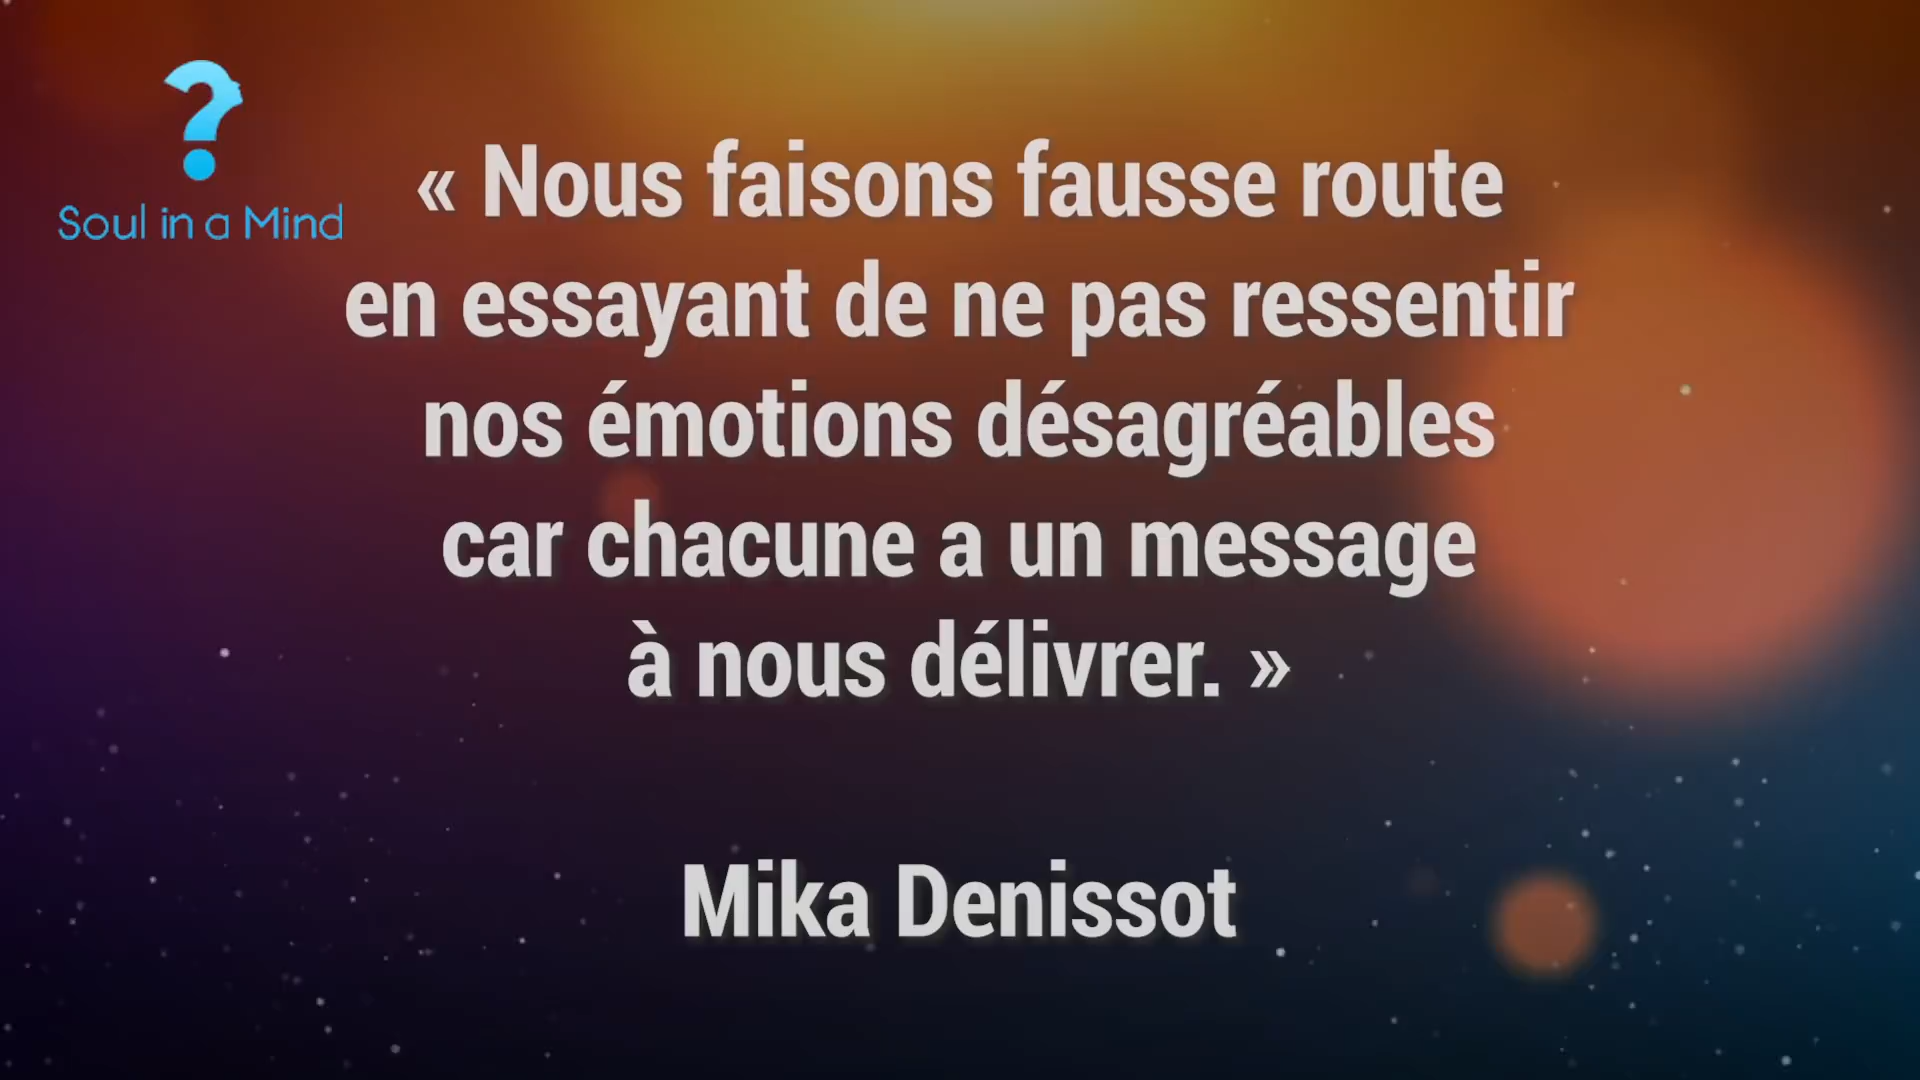 Soul in a Mind
« Nous faisons fausse route
en essayant de ne pas ressentir
nos émotions désagréables
car chacune a un message
à nous délivrer. »
Mika Denissot